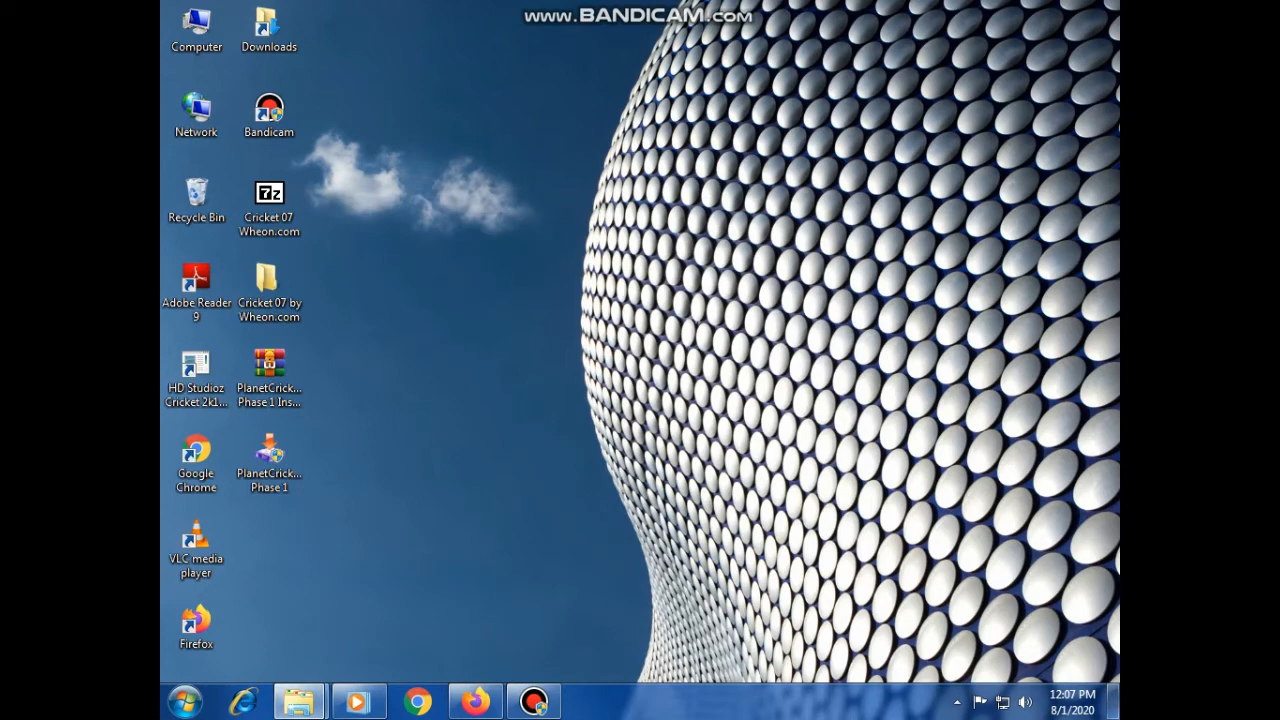 www.BANDICAM.com
Computer
Downloads
Network
Bandicam
Recycle Bin
7z
Cricket 07
Wheon.com
Adobe Reader
9
Cricket 07 by
Wheon.com
HD Studioz
Cricket 2k1...
PlanetCrick...
Phase 1 Ins...
Google
Chrome
PlanetCrick...
Phase 1
VLC media
player
Firefox
12:07 PM
8/1/2020